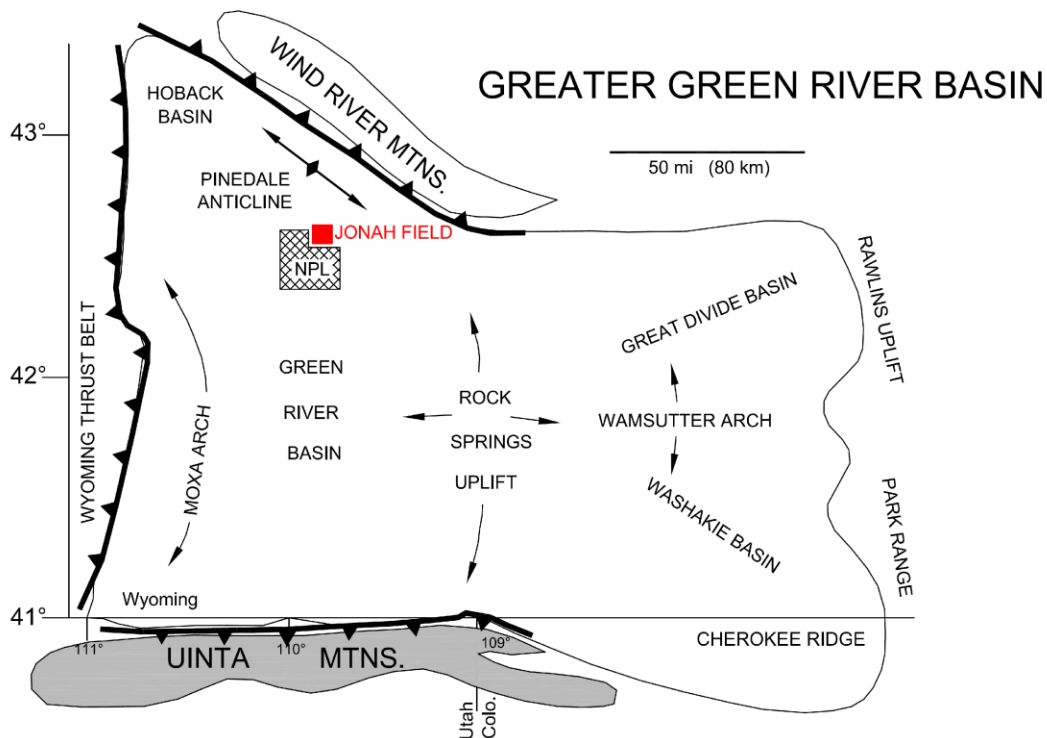 GREATER GREEN RIVER BASIN
WIND RIVER MTNS.
HOBACK
BASIN
43°
50 mi (80 km)
PINEDALE
ANTICLINE
JONAH FIELD
NPL
RAWLINS UPLIFT
GREAT DIVIDE BASIN
WYOMING THRUST BELT
42°
GREEN
RIVER
BASIN
MOXA ARCH
ROCK
SPRINGS
UPLIFT
WAMSUTTER ARCH
WASHAKIE BASIN
PARK RANGE
Wyoming
41°
111°
110°
109°
CHEROKEE RIDGE
UINTA MTNS.
Utah
Colo.